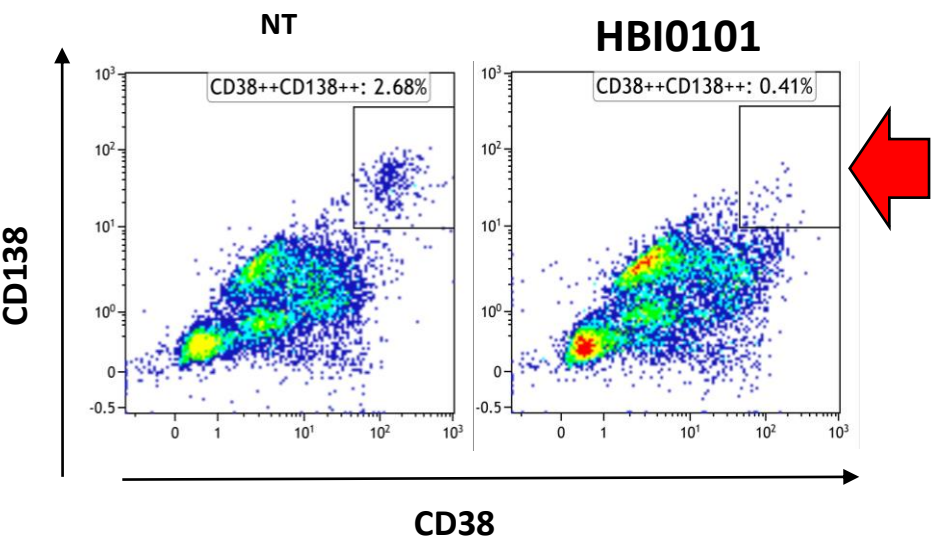 NT
HBI0101
CD38++CD138++: 2.68%
CD38++CD138++: 0.41%
10³
10²
10¹
10⁰
0
-0.5
0 1 10¹ 10² 10³
10³
10²
10¹
10⁰
0
-0.5
0 1 10¹ 10² 10³
CD138
CD38